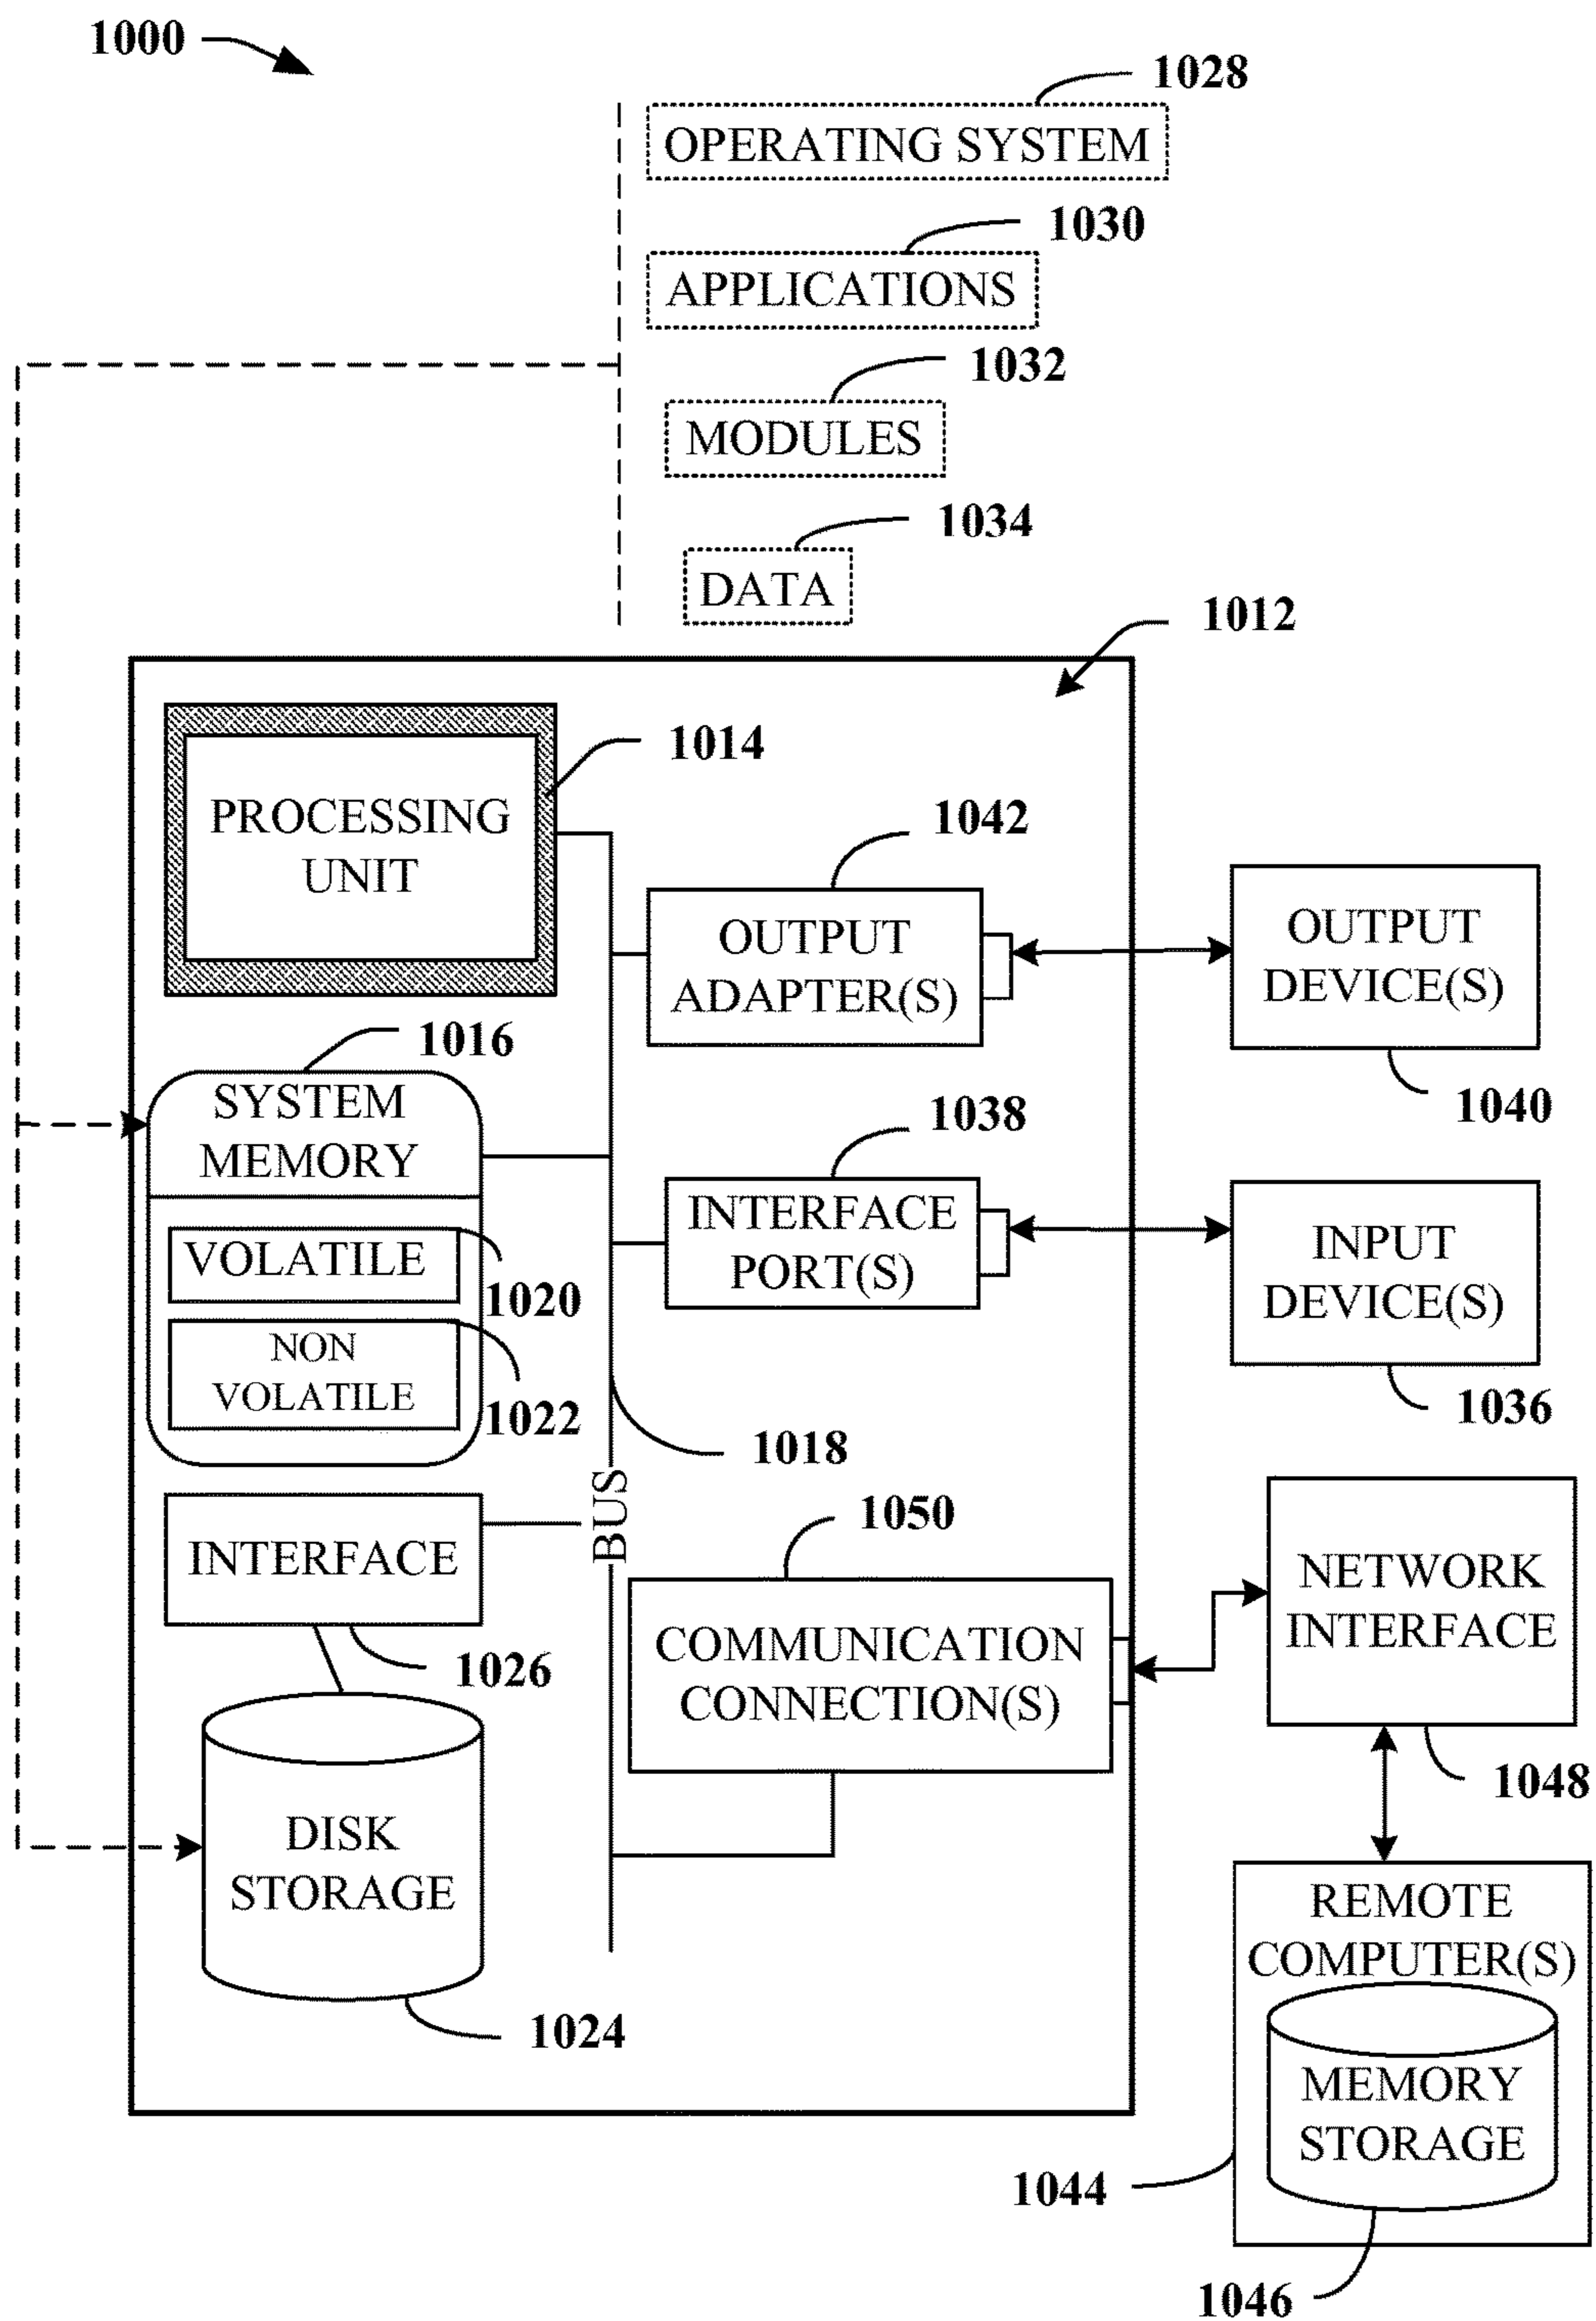 1000
1028
OPERATING SYSTEM
1030
APPLICATIONS
1032
MODULES
1034
DATA
1012
1014
PROCESSING
UNIT
1042
OUTPUT
ADAPTER(S)
OUTPUT
DEVICE(S)
1040
1016
SYSTEM
MEMORY
VOLATILE
1020
NON
VOLATILE
1022
1038
INTERFACE
PORT(S)
INPUT
DEVICE(S)
1036
1018
BUS
INTERFACE
1026
1050
COMMUNICATION
CONNECTION(S)
NETWORK
INTERFACE
1048
DISK
STORAGE
1024
REMOTE
COMPUTER(S)
MEMORY
STORAGE
1044
1046